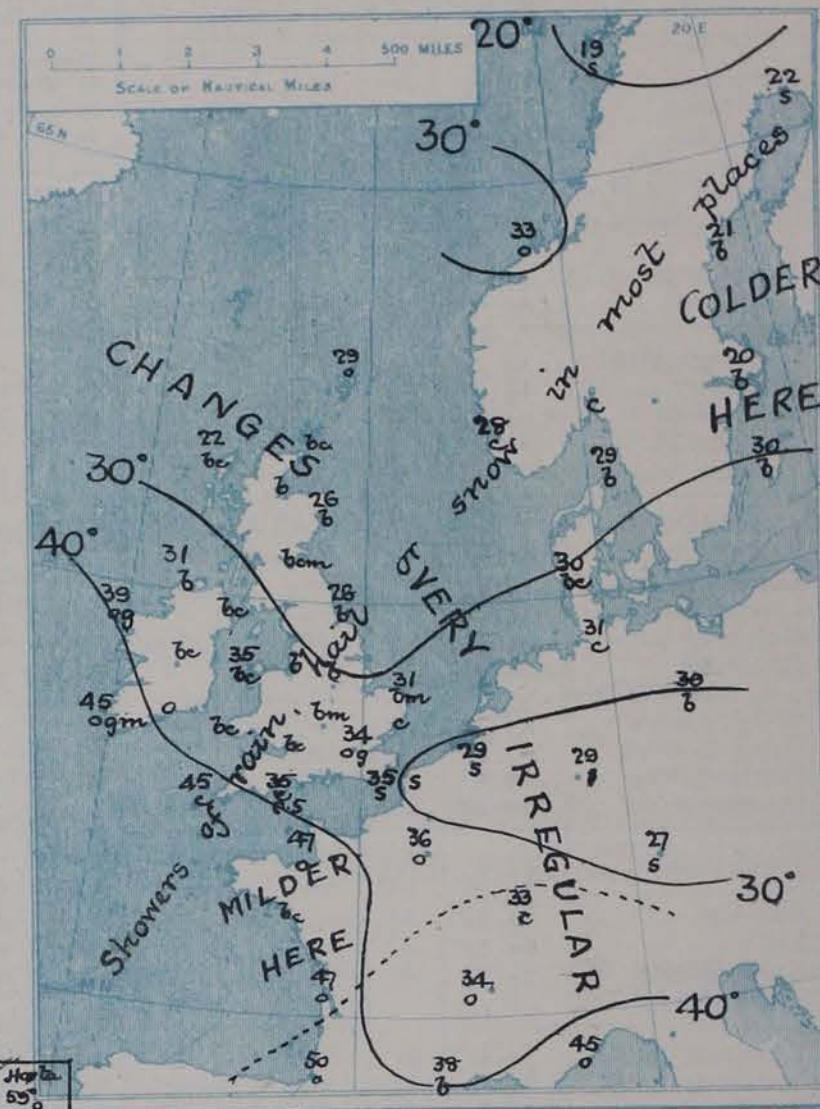 0 1 2 3 4 500 MILES
SCALE OF NAUTICAL MILES
20°
20 E
19
s
22
s
65 N
30°
33
o
21
b
COLDER
HERE
20
b
29
o
CHANGES
VERY
IRREGULAR
Showers of rain. hail snow in most places
22
bc
bc
b
28
c
c
29
b
30
b
30°
26
b
40°
31
b
bcm
30
bc
39
og
bc
26
b
31
c
bc
35
bc
b
31
bm
c
30
b
45
ogm
o
bc
bm
bc
34
og
29
s
29
45
c
35
s
s
36
o
27
s
30°
47
o
MILDER
HERE
bc
33
c
47
o
34
o
40°
50
o
38
b
45
o
Horta
59°
o